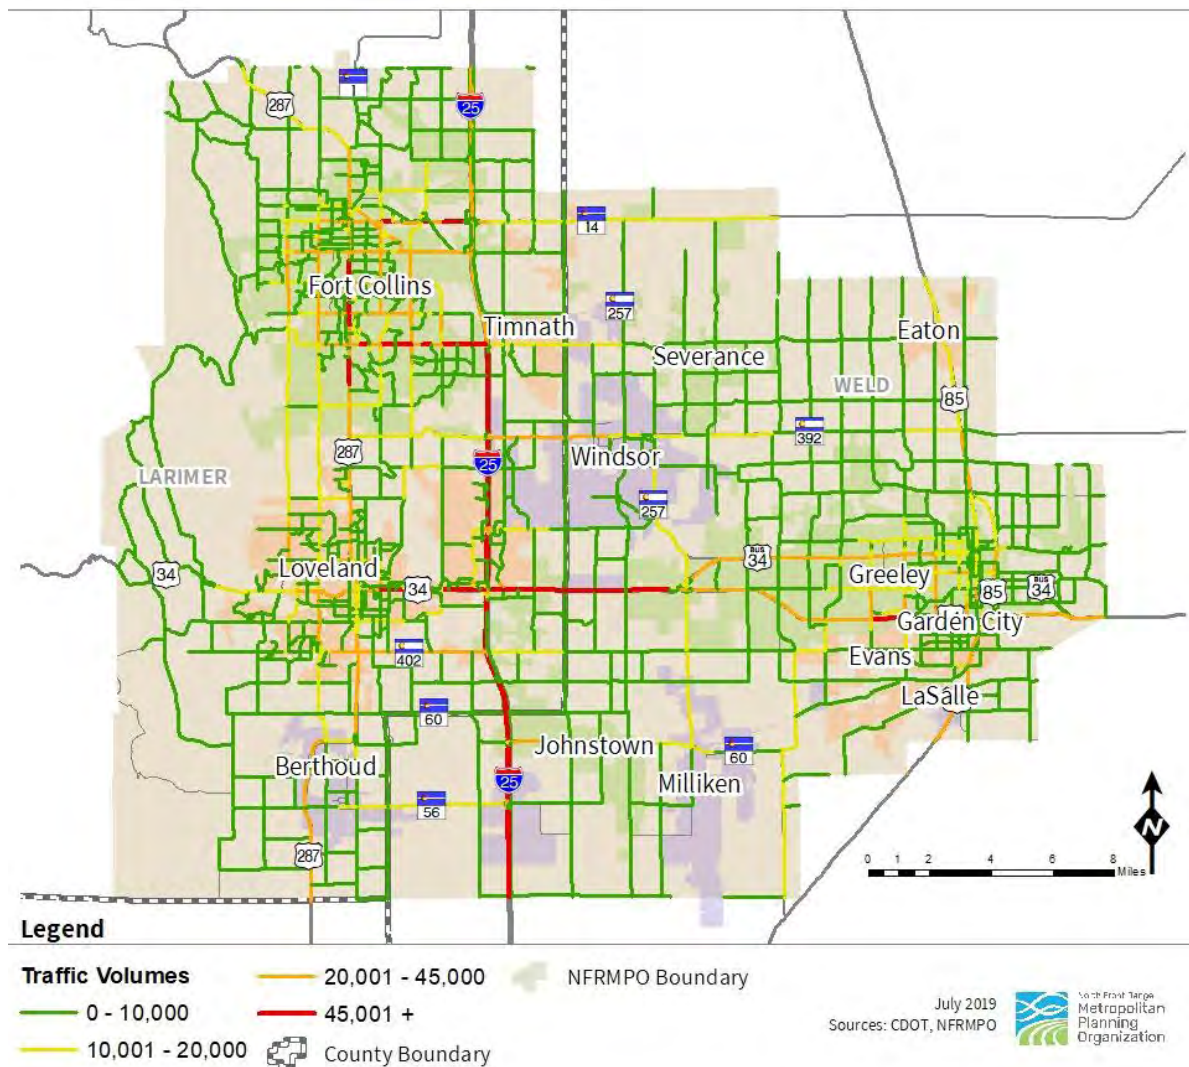 1
287
25
14
257
Fort Collins
Timnath
Severance
Eaton
WELD
85
392
287
25
Windsor
LARIMER
257
34
Loveland
34
BUS
34
Greeley
85
BUS
34
Garden City
402
Evans
LaSalle
60
Johnstown
60
Berthoud
25
Milliken
56
287
N
0 1 2 4 6 8
Miles
Legend
Traffic Volumes
0 - 10,000
10,001 - 20,000
20,001 - 45,000
45,001 +
County Boundary
NFRMPO Boundary
July 2019
Sources: CDOT, NFRMPO
North Front Range
Metropolitan
Planning
Organization